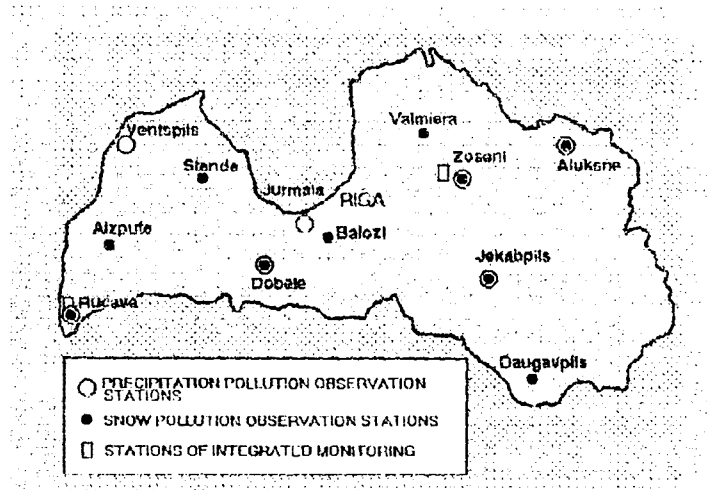 Ventspils
Valmiera
Stende
Zoseni
Aluksne
Jurmala
RIGA
Aizpute
Balozi
Jekabpils
Dobele
Rucava
Daugavpils
PRECIPITATION POLLUTION OBSERVATION
STATIONS
SNOW POLLUTION OBSERVATION STATIONS
STATIONS OF INTEGRATED MONITORING